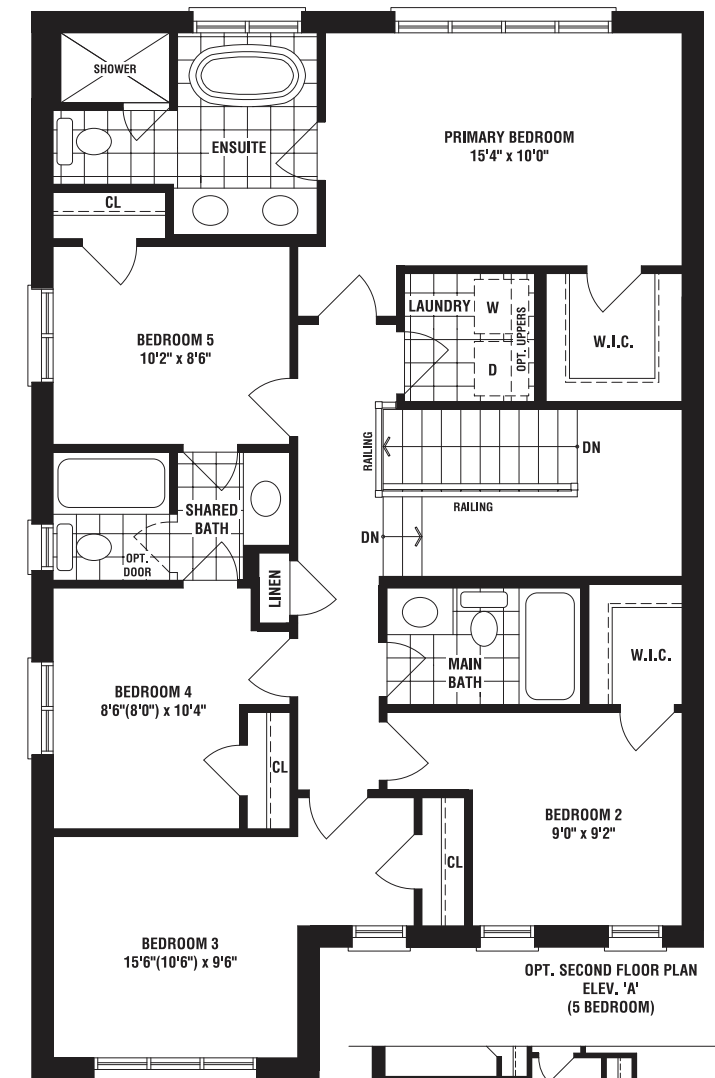 SHOWER
ENSUITE
PRIMARY BEDROOM
15'4" x 10'0"
CL
LAUNDRY
W
D
OPT. UPPERS
W.I.C.
BEDROOM 5
10'2" x 8'6"
RAILING
DN
RAILING
DN
SHARED
BATH
OPT.
DOOR
LINEN
MAIN
BATH
W.I.C.
BEDROOM 4
8'6"(8'0") x 10'4"
CL
BEDROOM 2
9'0" x 9'2"
CL
BEDROOM 3
15'6"(10'6") x 9'6"
OPT. SECOND FLOOR PLAN
ELEV. 'A'
(5 BEDROOM)